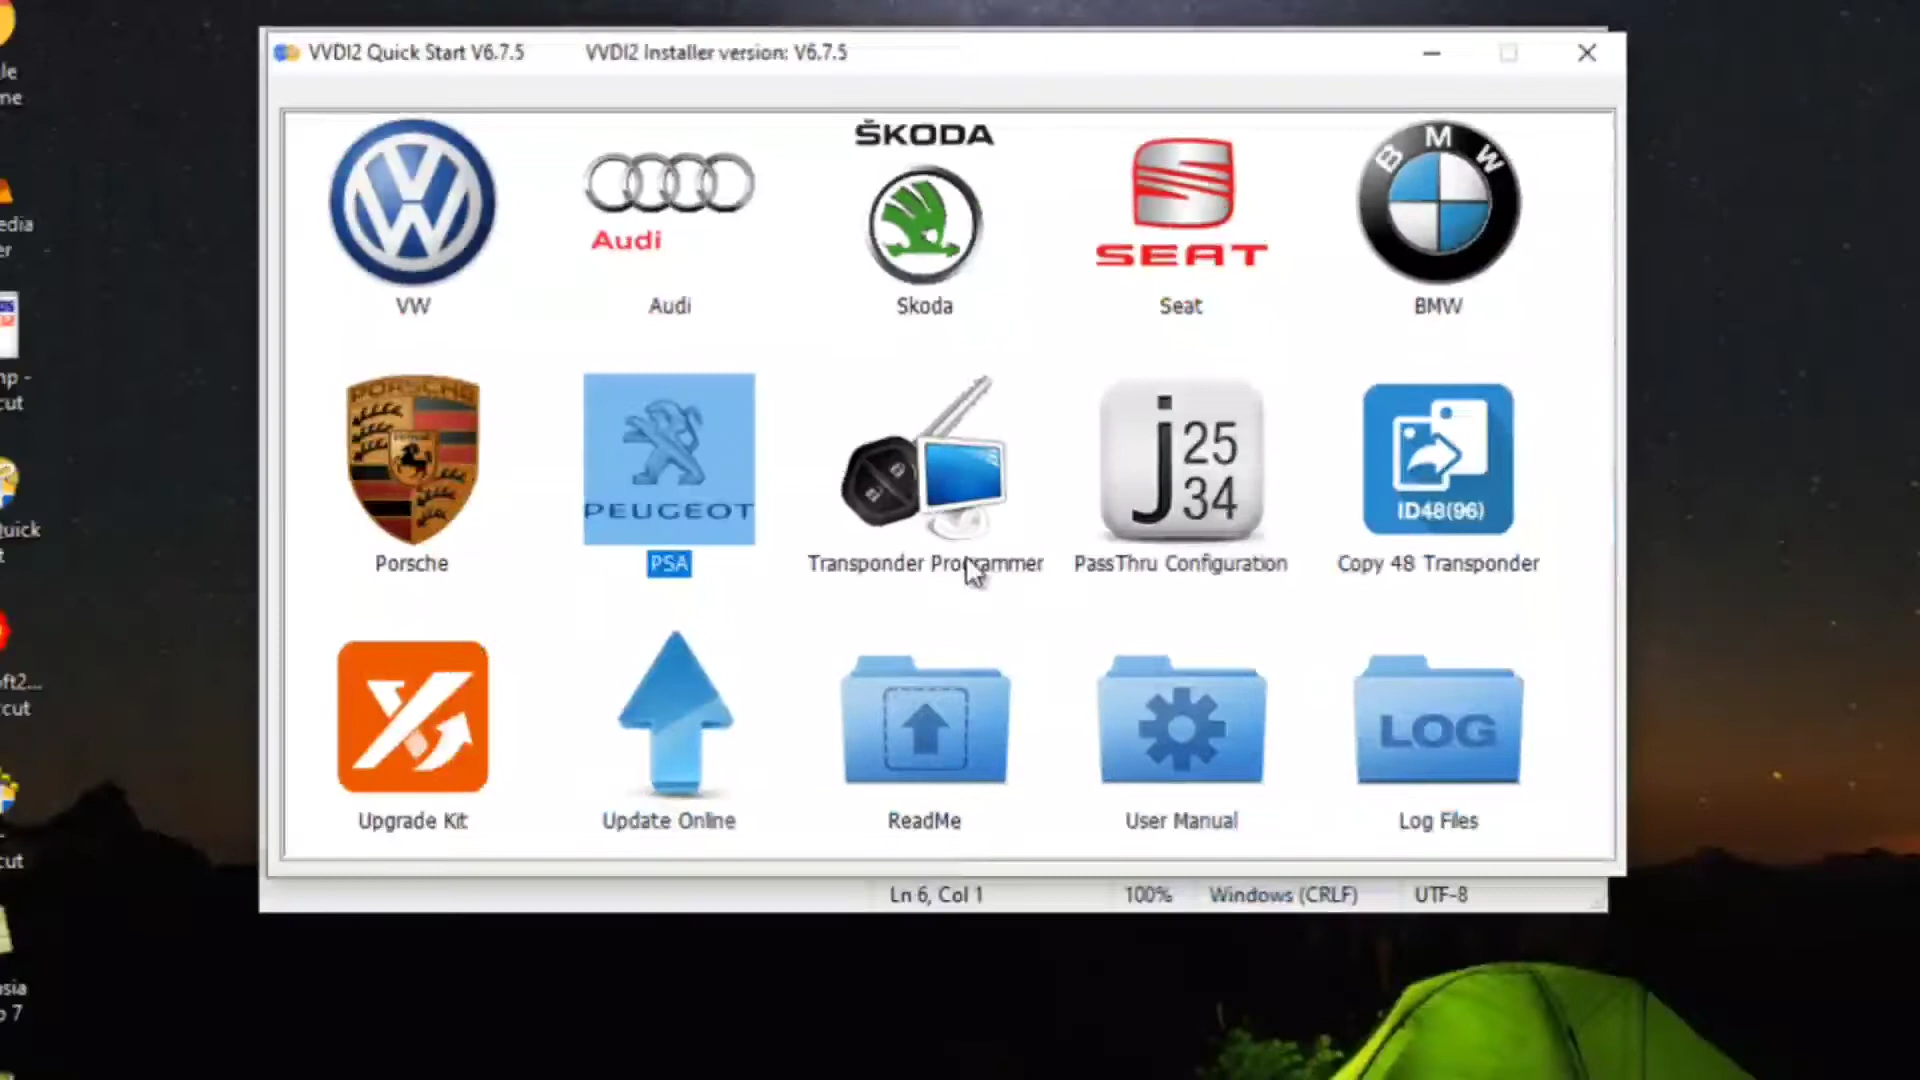 VVDI2 Quick Start V6.7.5 VVDI2 Installer version: V6.7.5
ŠKODA
BMW
Audi
SEAT
VW Audi Skoda Seat BMW
PORSCHE
j 25 34
PEUGEOT
ID48(96)
Porsche PSA Transponder Programmer PassThru Configuration Copy 48 Transponder
LOG
Upgrade Kit Update Online ReadMe User Manual Log Files
Ln 6, Col 1 100% Windows (CRLF) UTF-8